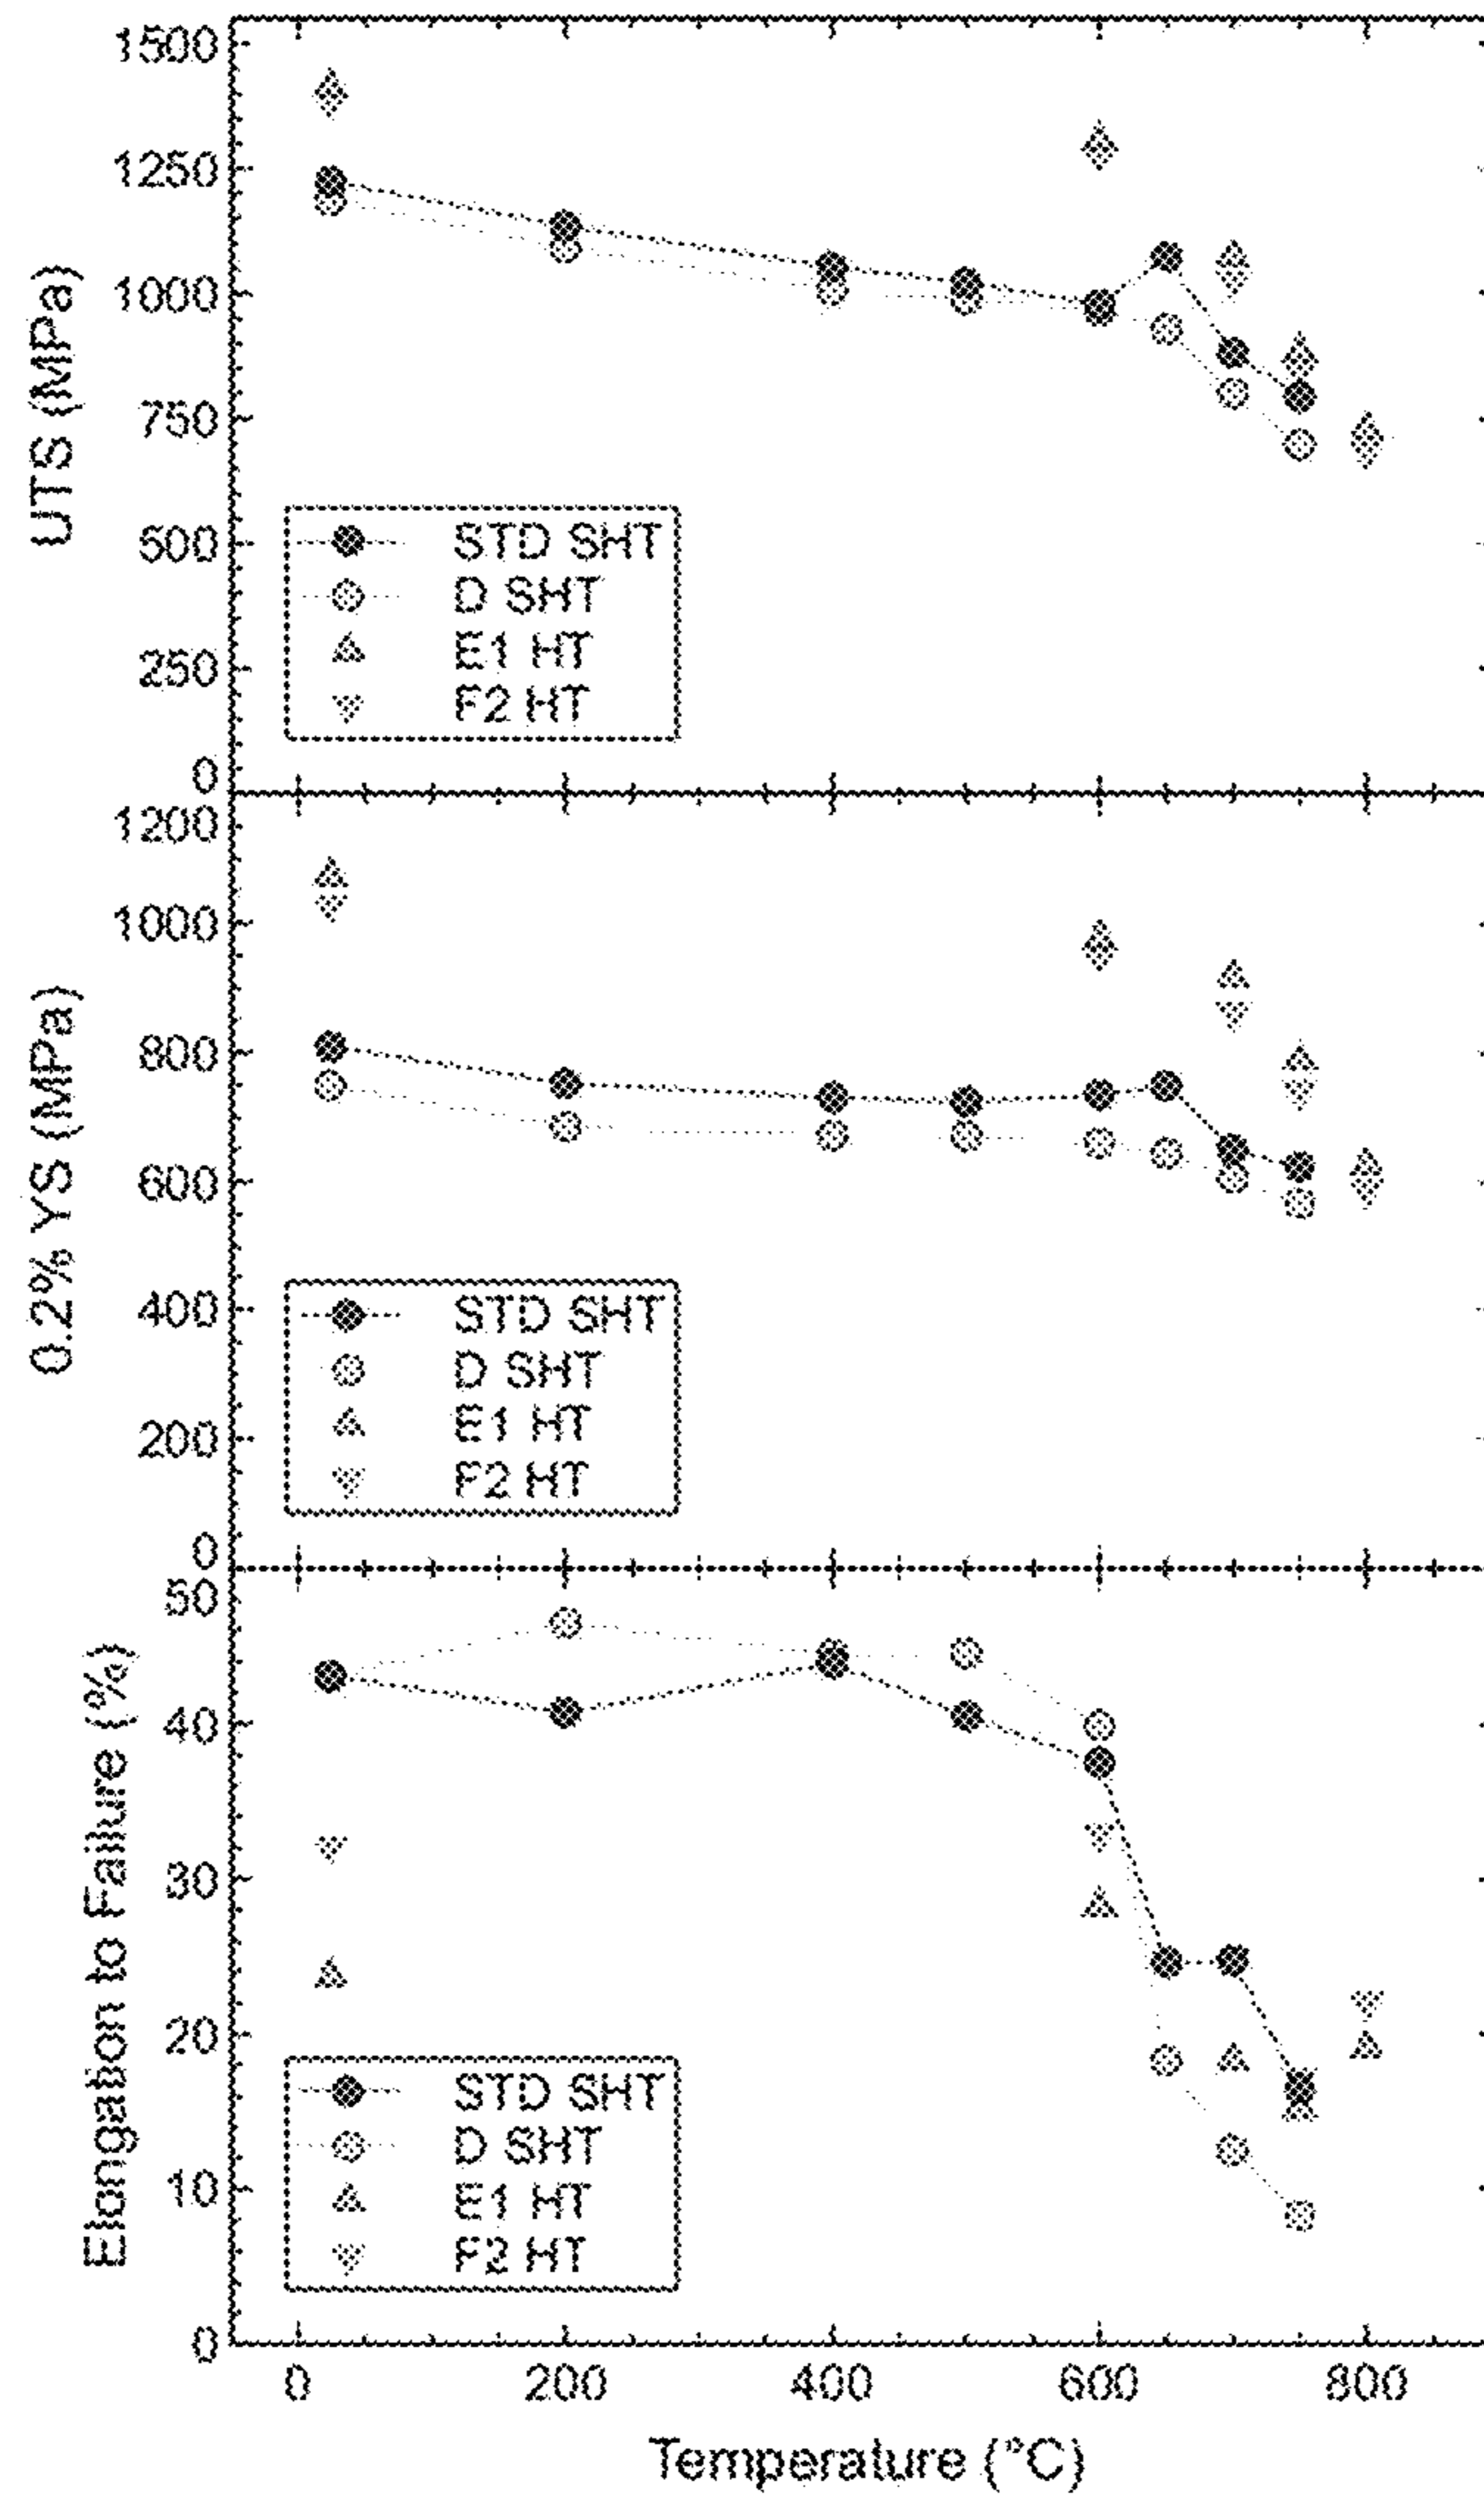 UTS (MPa)
1500
1250
1000
750
500
250
0
STD SHT
D SHT
E1 HT
F2 HT
0.2% YS (MPa)
1200
1000
800
600
400
200
0
STD SHT
D SHT
E1 HT
F2 HT
Elongation to Failure (%)
50
40
30
20
10
0
STD SHT
D SHT
E1 HT
F2 HT
0 200 400 600 800
Temperature (°C)